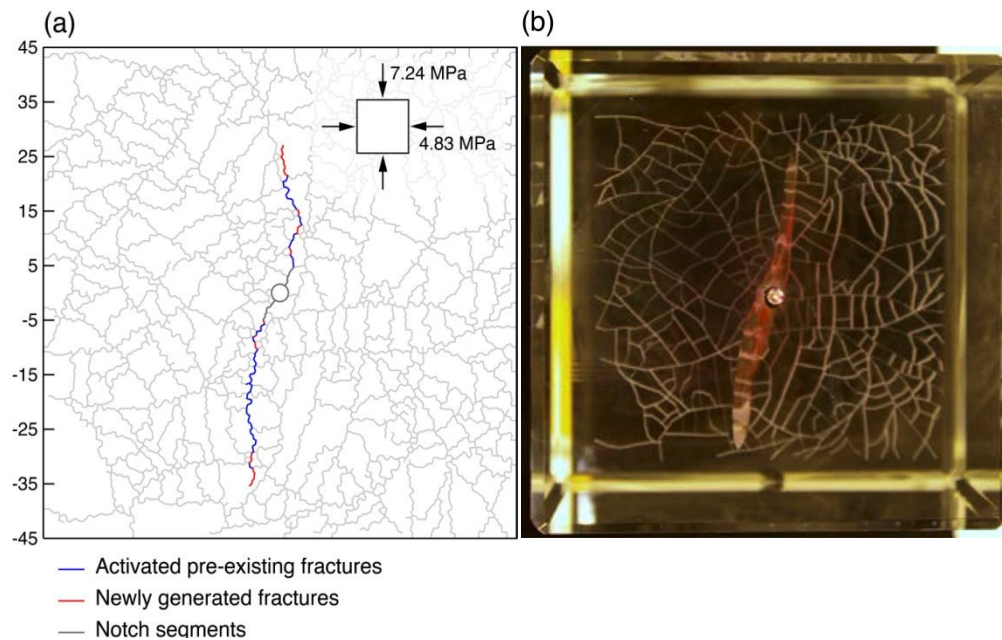 (a)
(b)
45
35
25
15
5
-5
-15
-25
-35
-45
7.24 MPa
4.83 MPa
Activated pre-existing fractures
Newly generated fractures
Notch segments